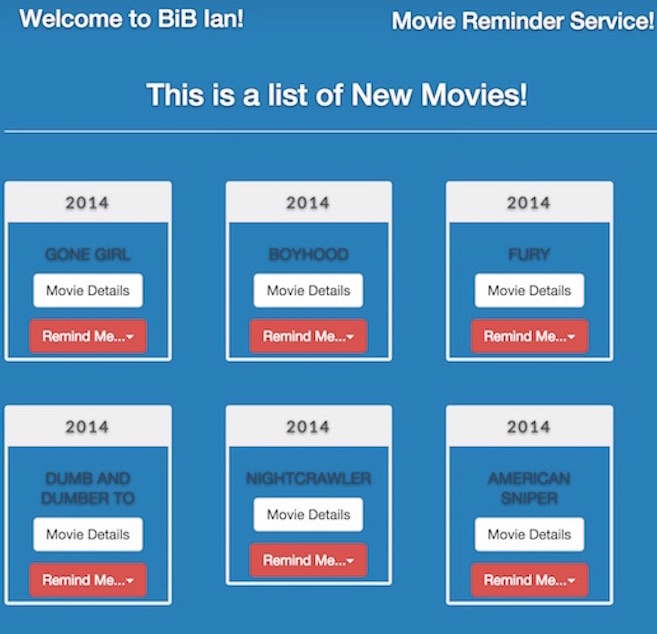 Welcome to BiB Ian!
Movie Reminder Service!
This is a list of New Movies!
2014
GONE GIRL
Movie Details
Remind Me...
2014
BOYHOOD
Movie Details
Remind Me...
2014
FURY
Movie Details
Remind Me...
2014
DUMB AND
DUMBER TO
Movie Details
Remind Me...
2014
NIGHTCRAWLER
Movie Details
Remind Me...
2014
AMERICAN
SNIPER
Movie Details
Remind Me...